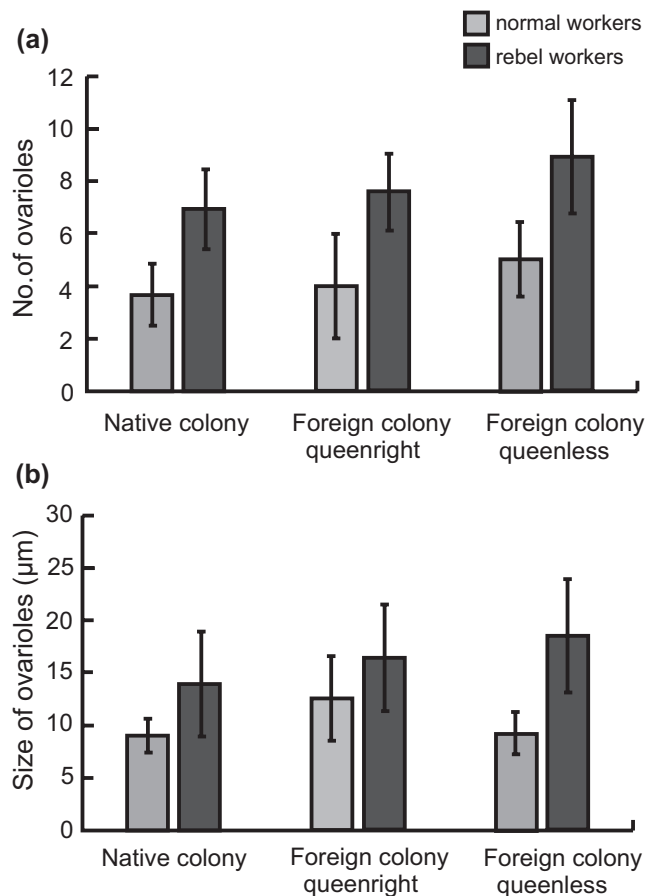 (a)
normal workers
rebel workers
No.of ovarioles
12
10
8
6
4
2
0
Native colony
Foreign colony
queenright
Foreign colony
queenless
(b)
Size of ovarioles (μm)
30
25
20
15
10
5
0
Native colony
Foreign colony
queenright
Foreign colony
queenless